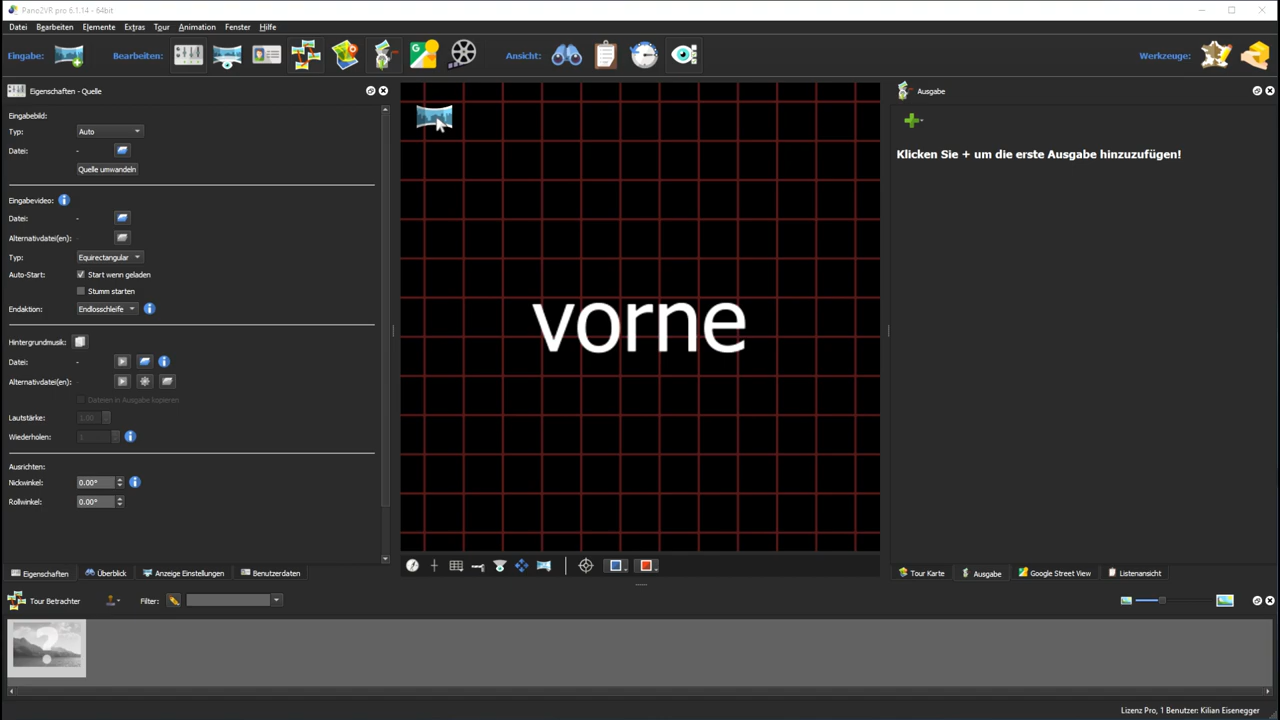 Pano2VR pro 6.1.14 - 64bit
Datei Bearbeiten Elemente Extras Tour Animation Fenster Hilfe
Eingabe: Bearbeiten: Ansicht: Werkzeuge:
Eigenschaften - Quelle
Eingabebild:
Typ: Auto
Datei: -
Quelle umwandeln
Eingabevideo:
Datei: -
Alternativdatei(en):
Typ: Equirectangular
Auto-Start: Start wenn geladen
Stumm starten
Endaktion: Endlosschleife
Hintergrundmusik:
Datei: -
Alternativdatei(en):
Dateien in Ausgabe kopieren
Lautstärke: 1.00
Wiederholen: 1
Ausrichten:
Nickwinkel: 0.00°
Rollwinkel: 0.00°
vorne
Ausgabe
Klicken Sie + um die erste Ausgabe hinzuzufügen!
Eigenschaften Überblick Anzeige Einstellungen Benutzerdaten
Tour Karte Ausgabe Google Street View Listenansicht
Tour Betrachter Filter:
Lizenz Pro, 1 Benutzer: Kilian Eisenegger